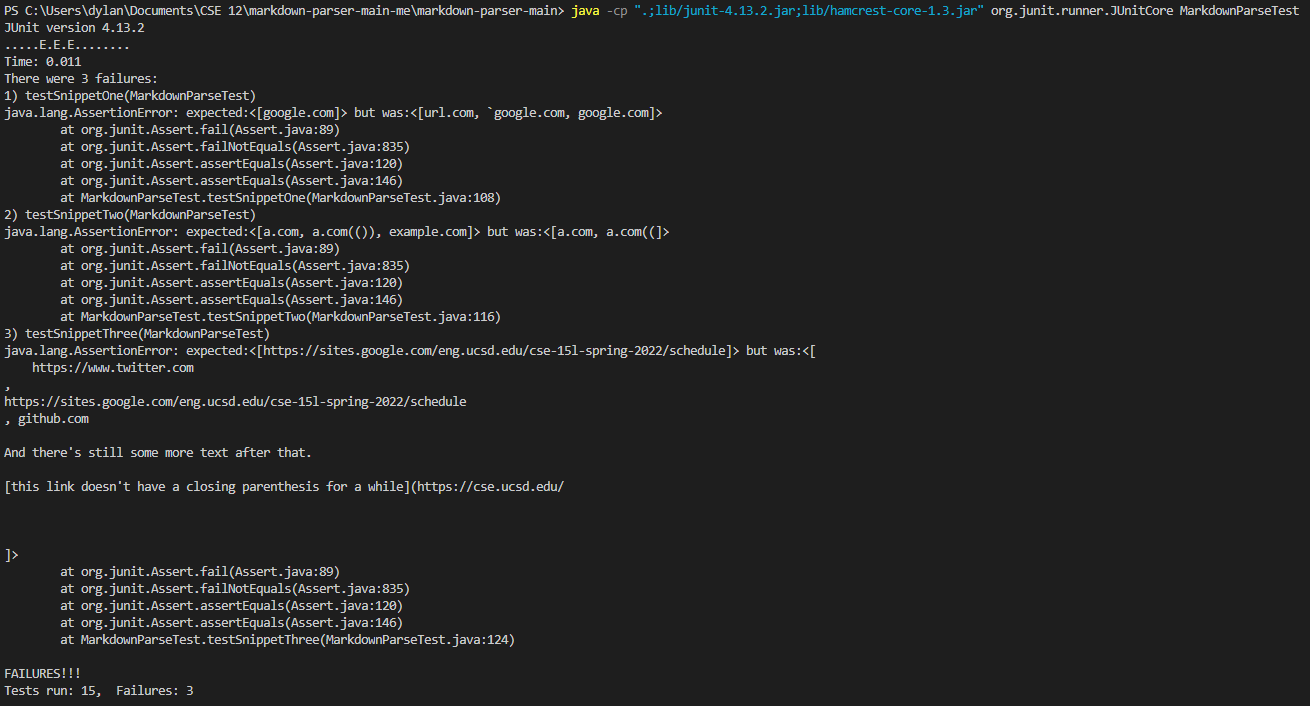 PS C:\Users\dylan\Documents\CSE 12\markdown-parser-main-me\markdown-parser-main> java -cp ".;lib/junit-4.13.2.jar;lib/hamcrest-core-1.3.jar" org.junit.runner.JUnitCore MarkdownParseTest
JUnit version 4.13.2
.....E.E.E........
Time: 0.011
There were 3 failures:
1) testSnippetOne(MarkdownParseTest)
java.lang.AssertionError: expected:<[google.com]> but was:<[url.com, `google.com, google.com]>
        at org.junit.Assert.fail(Assert.java:89)
        at org.junit.Assert.failNotEquals(Assert.java:835)
        at org.junit.Assert.assertEquals(Assert.java:120)
        at org.junit.Assert.assertEquals(Assert.java:146)
        at MarkdownParseTest.testSnippetOne(MarkdownParseTest.java:108)
2) testSnippetTwo(MarkdownParseTest)
java.lang.AssertionError: expected:<[a.com, a.com(()), example.com]> but was:<[a.com, a.com((]>
        at org.junit.Assert.fail(Assert.java:89)
        at org.junit.Assert.failNotEquals(Assert.java:835)
        at org.junit.Assert.assertEquals(Assert.java:120)
        at org.junit.Assert.assertEquals(Assert.java:146)
        at MarkdownParseTest.testSnippetTwo(MarkdownParseTest.java:116)
3) testSnippetThree(MarkdownParseTest)
java.lang.AssertionError: expected:<[https://sites.google.com/eng.ucsd.edu/cse-15l-spring-2022/schedule]> but was:<[
    https://www.twitter.com
,
https://sites.google.com/eng.ucsd.edu/cse-15l-spring-2022/schedule
, github.com

And there's still some more text after that.

[this link doesn't have a closing parenthesis for a while](https://cse.ucsd.edu/

]>
        at org.junit.Assert.fail(Assert.java:89)
        at org.junit.Assert.failNotEquals(Assert.java:835)
        at org.junit.Assert.assertEquals(Assert.java:120)
        at org.junit.Assert.assertEquals(Assert.java:146)
        at MarkdownParseTest.testSnippetThree(MarkdownParseTest.java:124)

FAILURES!!!
Tests run: 15,  Failures: 3